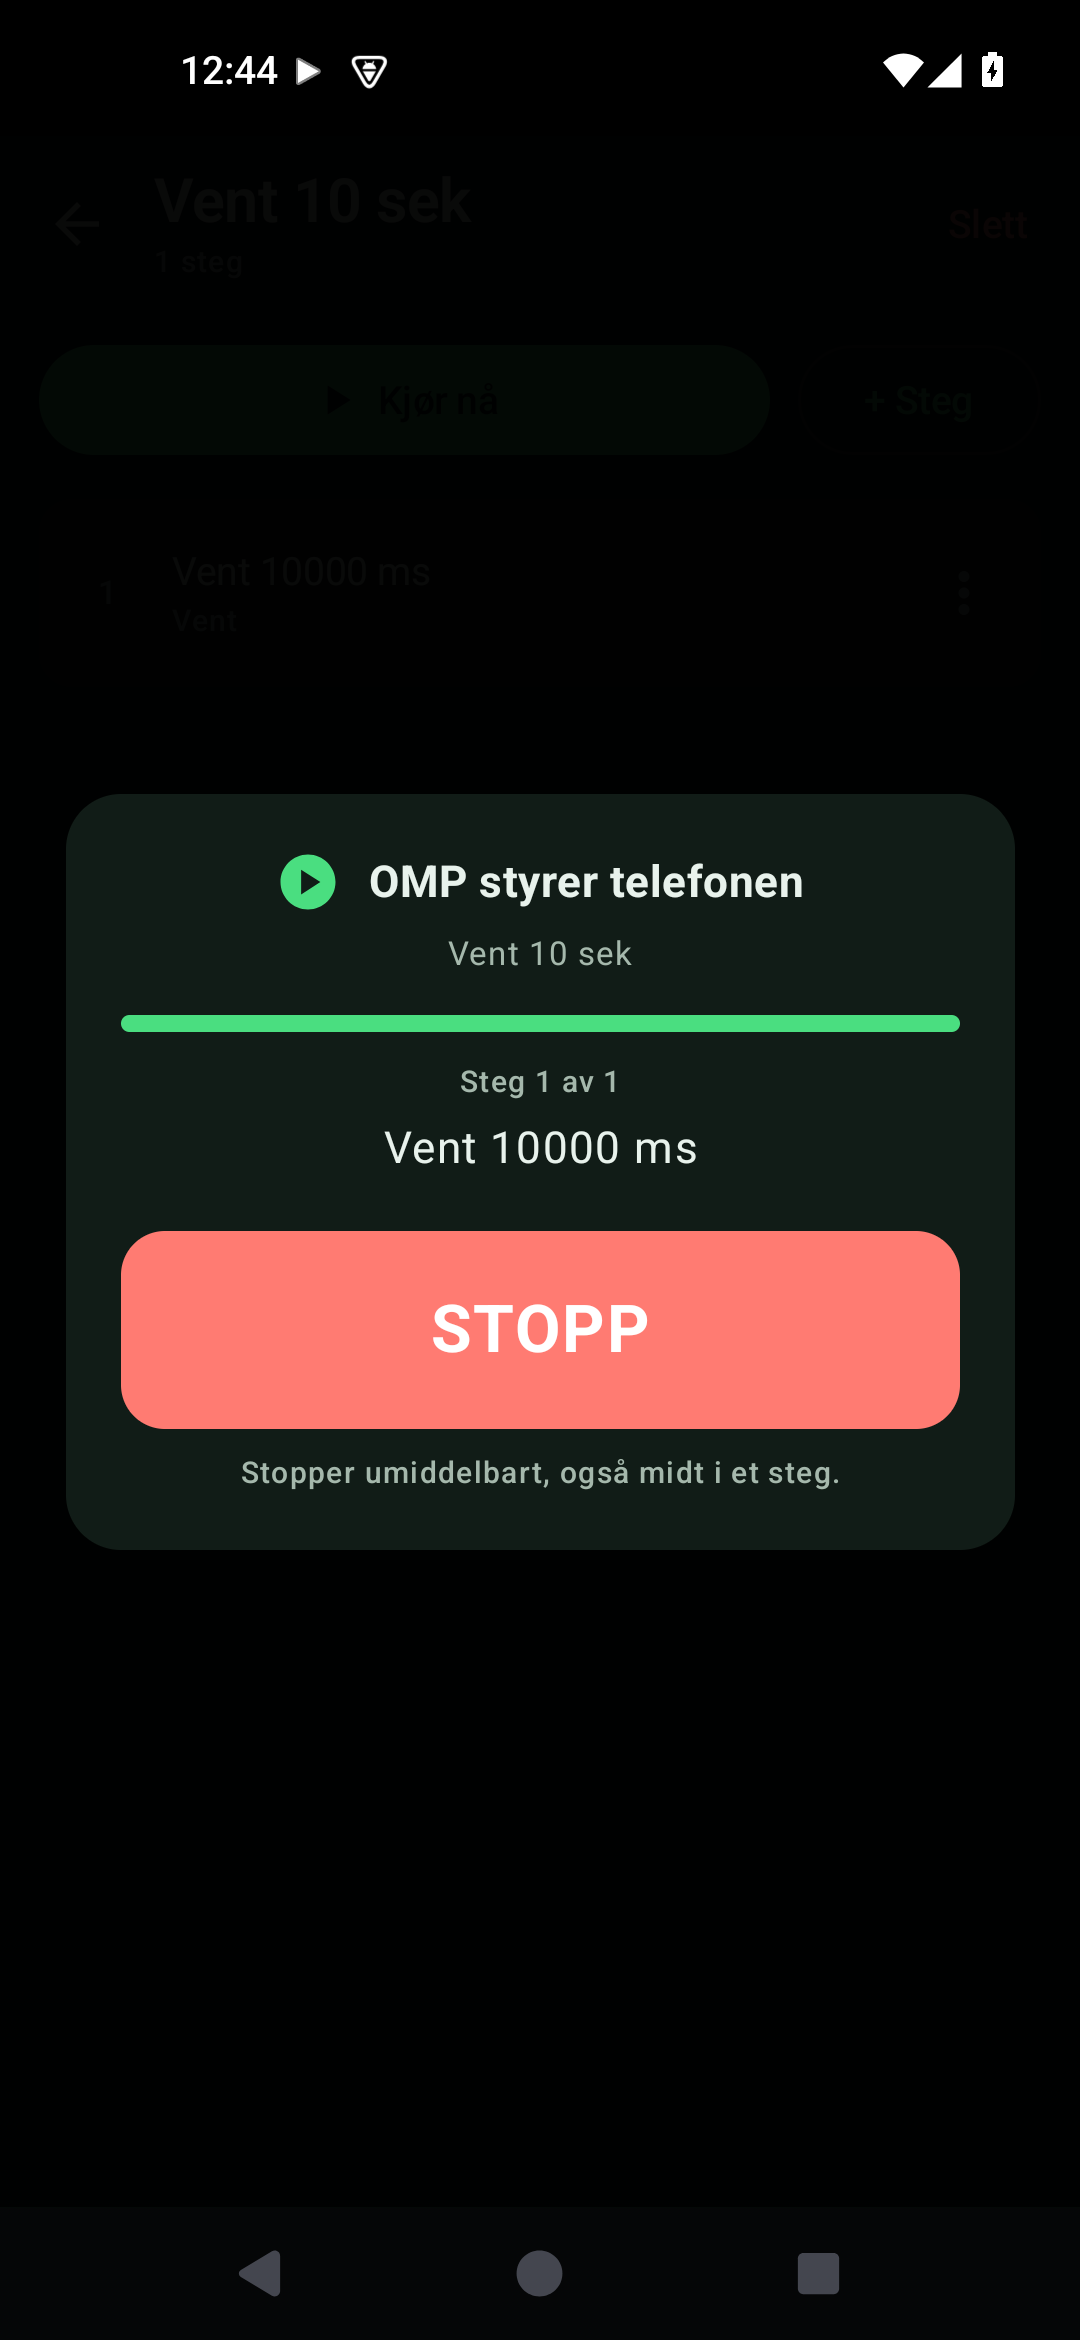 12:44
Vent 10 sek
1 steg
Slett
Kjør nå
+ Steg
1
Vent 10000 ms
Vent
OMP styrer telefonen
Vent 10 sek
Steg 1 av 1
Vent 10000 ms
STOPP
Stopper umiddelbart, også midt i et steg.